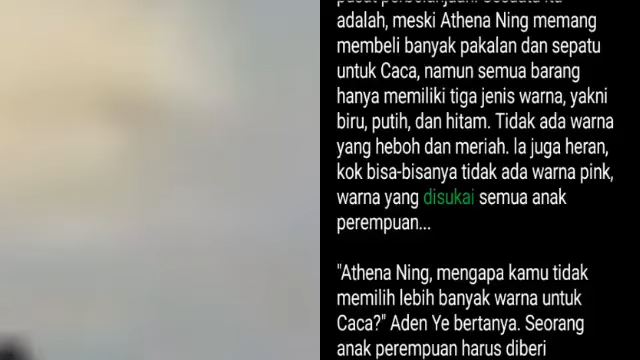 adalah, meski Athena Ning memang
membeli banyak pakaian dan sepatu
untuk Caca, namun semua barang
hanya memiliki tiga jenis warna, yakni
biru, putih, dan hitam. Tidak ada warna
yang heboh dan meriah. Ia juga heran,
kok bisa-bisanya tidak ada warna pink,
warna yang disukai semua anak
perempuan...
"Athena Ning, mengapa kamu tidak
memilih lebih banyak warna untuk
Caca?" Aden Ye bertanya. Seorang
anak perempuan harus diberi